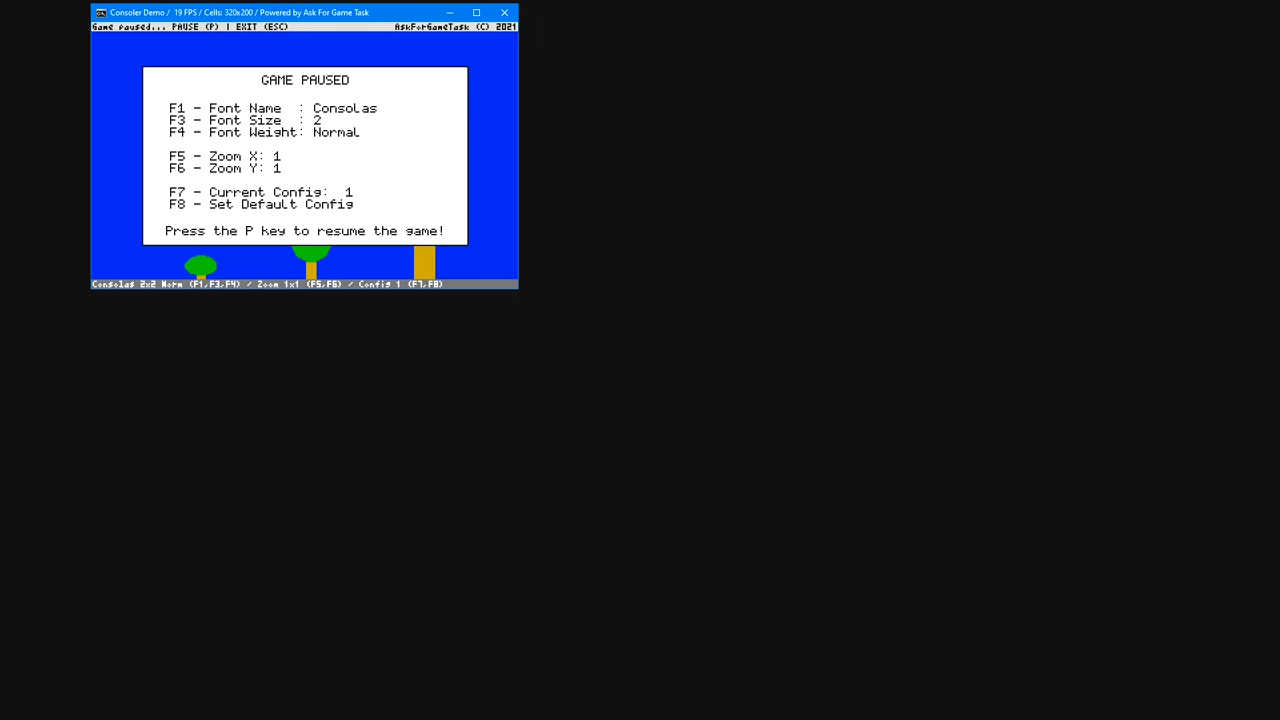 Consoler Demo / 19 FPS / Cells: 320x200 / Powered by Ask For Game Task
Game paused... PAUSE (P) | EXIT (ESC) AskForGameTask (C) 2021
GAME PAUSED
F1 - Font Name : Consolas
F3 - Font Size : 2
F4 - Font Weight: Normal
F5 - Zoom X: 1
F6 - Zoom Y: 1
F7 - Current Config: 1
F8 - Set Default Config
Press the P key to resume the game!
Consolas 2x2 Norm (F1,F3,F4) / Zoom 1x1 (F5,F6) / Config 1 (F7,F8)